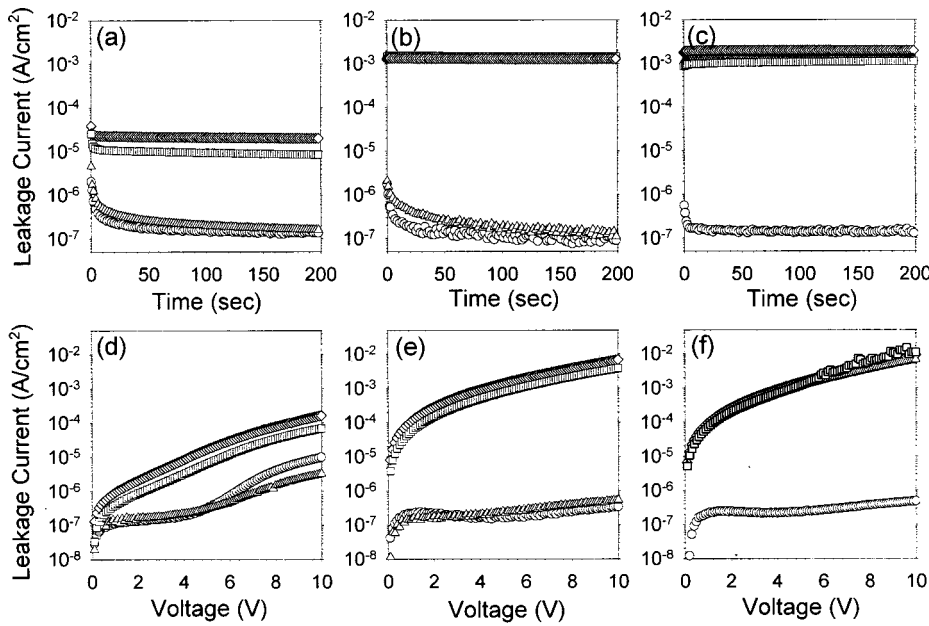 (a) (b) (c)
Leakage Current (A/cm²)
10⁻²
10⁻³
10⁻⁴
10⁻⁵
10⁻⁶
10⁻⁷
0 50 100 150 200
Time (sec)
10⁻²
10⁻³
10⁻⁴
10⁻⁵
10⁻⁶
10⁻⁷
0 50 100 150 200
Time (sec)
10⁻²
10⁻³
10⁻⁴
10⁻⁵
10⁻⁶
10⁻⁷
0 50 100 150 200
Time (sec)
(d) (e) (f)
Leakage Current (A/cm²)
10⁻²
10⁻³
10⁻⁴
10⁻⁵
10⁻⁶
10⁻⁷
10⁻⁸
0 2 4 6 8 10
Voltage (V)
10⁻²
10⁻³
10⁻⁴
10⁻⁵
10⁻⁶
10⁻⁷
10⁻⁸
0 2 4 6 8 10
Voltage (V)
10⁻²
10⁻³
10⁻⁴
10⁻⁵
10⁻⁶
10⁻⁷
10⁻⁸
0 2 4 6 8 10
Voltage (V)